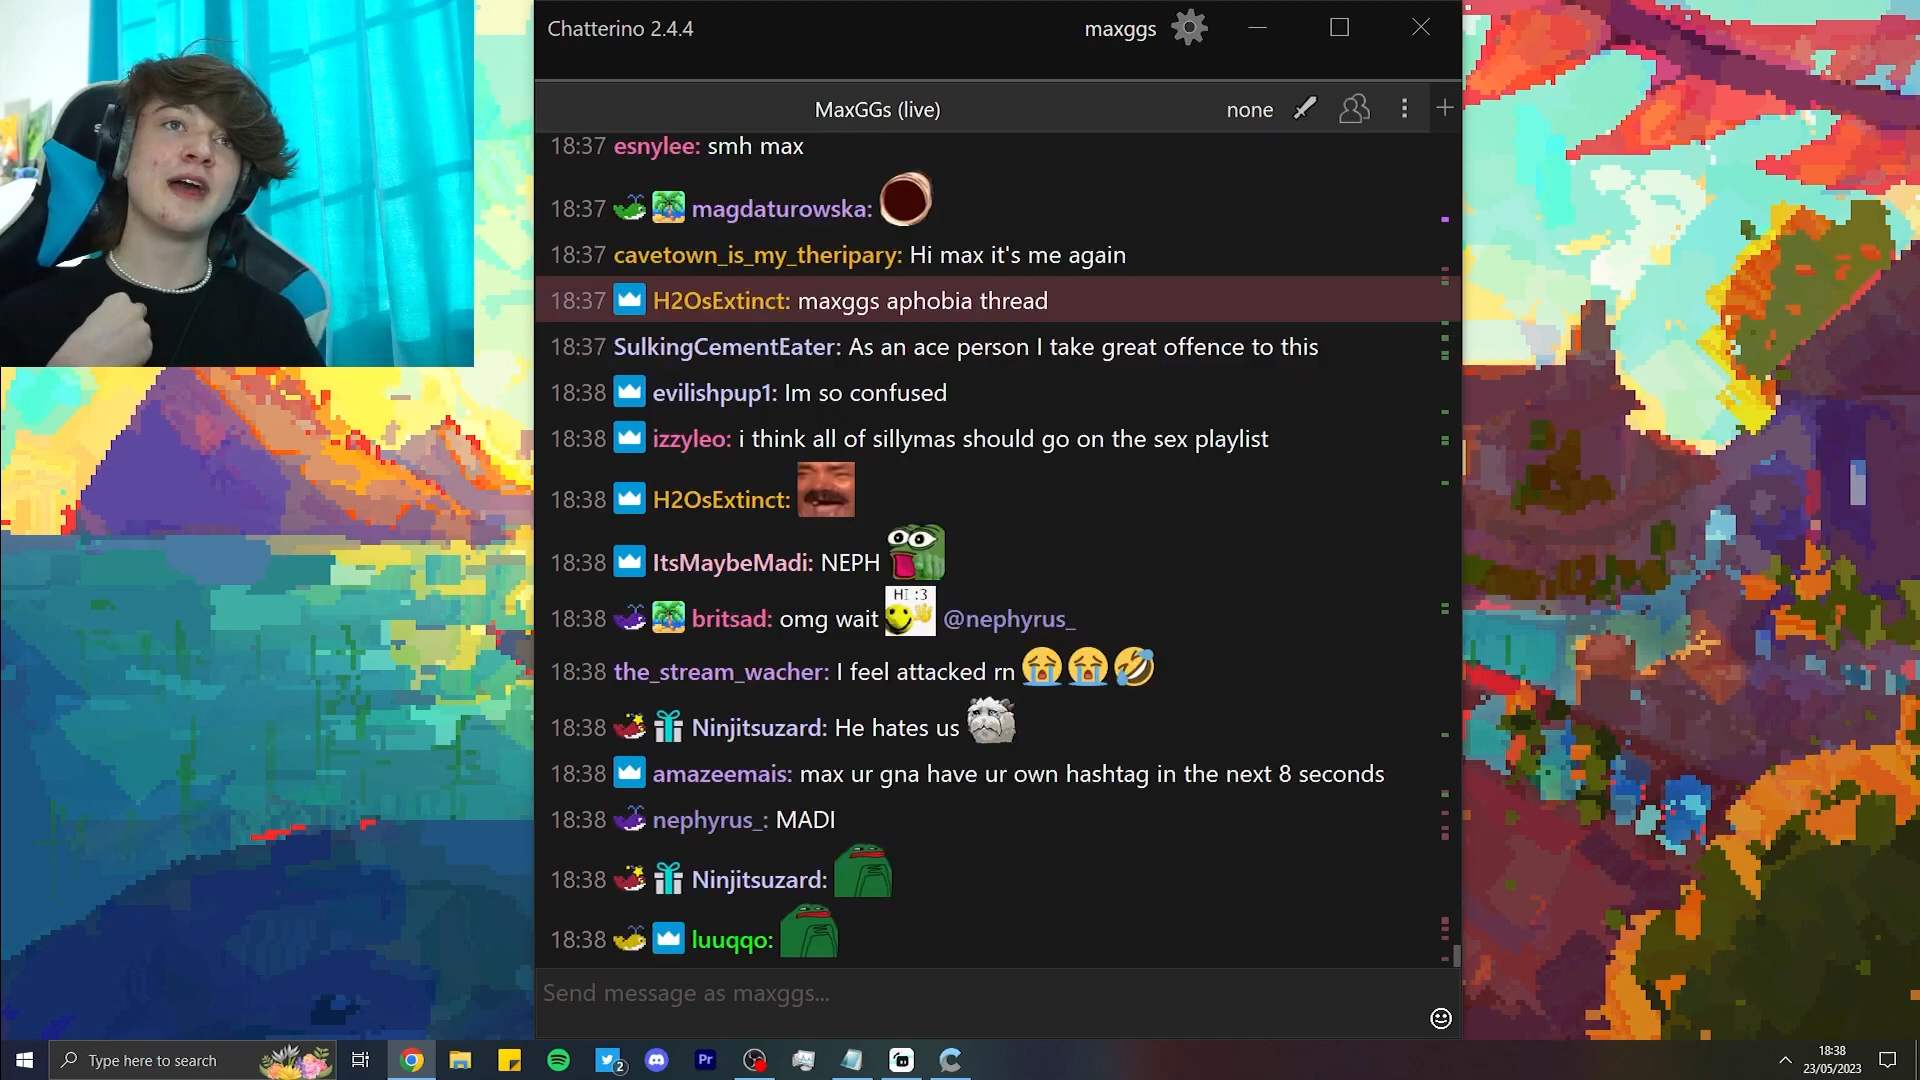 Chatterino 2.4.4
maxggs
MaxGGs (live)
none
18:37 esnylee: smh max
18:37 magdaturowska:
18:37 cavetown_is_my_theripary: Hi max it's me again
18:37 H2OsExtinct: maxggs aphobia thread
18:37 SulkingCementEater: As an ace person I take great offence to this
18:38 evilishpup1: Im so confused
18:38 izzyleo: i think all of sillymas should go on the sex playlist
18:38 H2OsExtinct:
18:38 ItsMaybeMadi: NEPH
18:38 britsad: omg wait HI :3 @nephyrus_
18:38 the_stream_wacher: I feel attacked rn 😭😭🤣
18:38 Ninjitsuzard: He hates us
18:38 amazeemais: max ur gna have ur own hashtag in the next 8 seconds
18:38 nephyrus_: MADI
18:38 Ninjitsuzard:
18:38 luuqqo:
Send message as maxggs...
Type here to search
2
Pr
18:38
23/05/2023